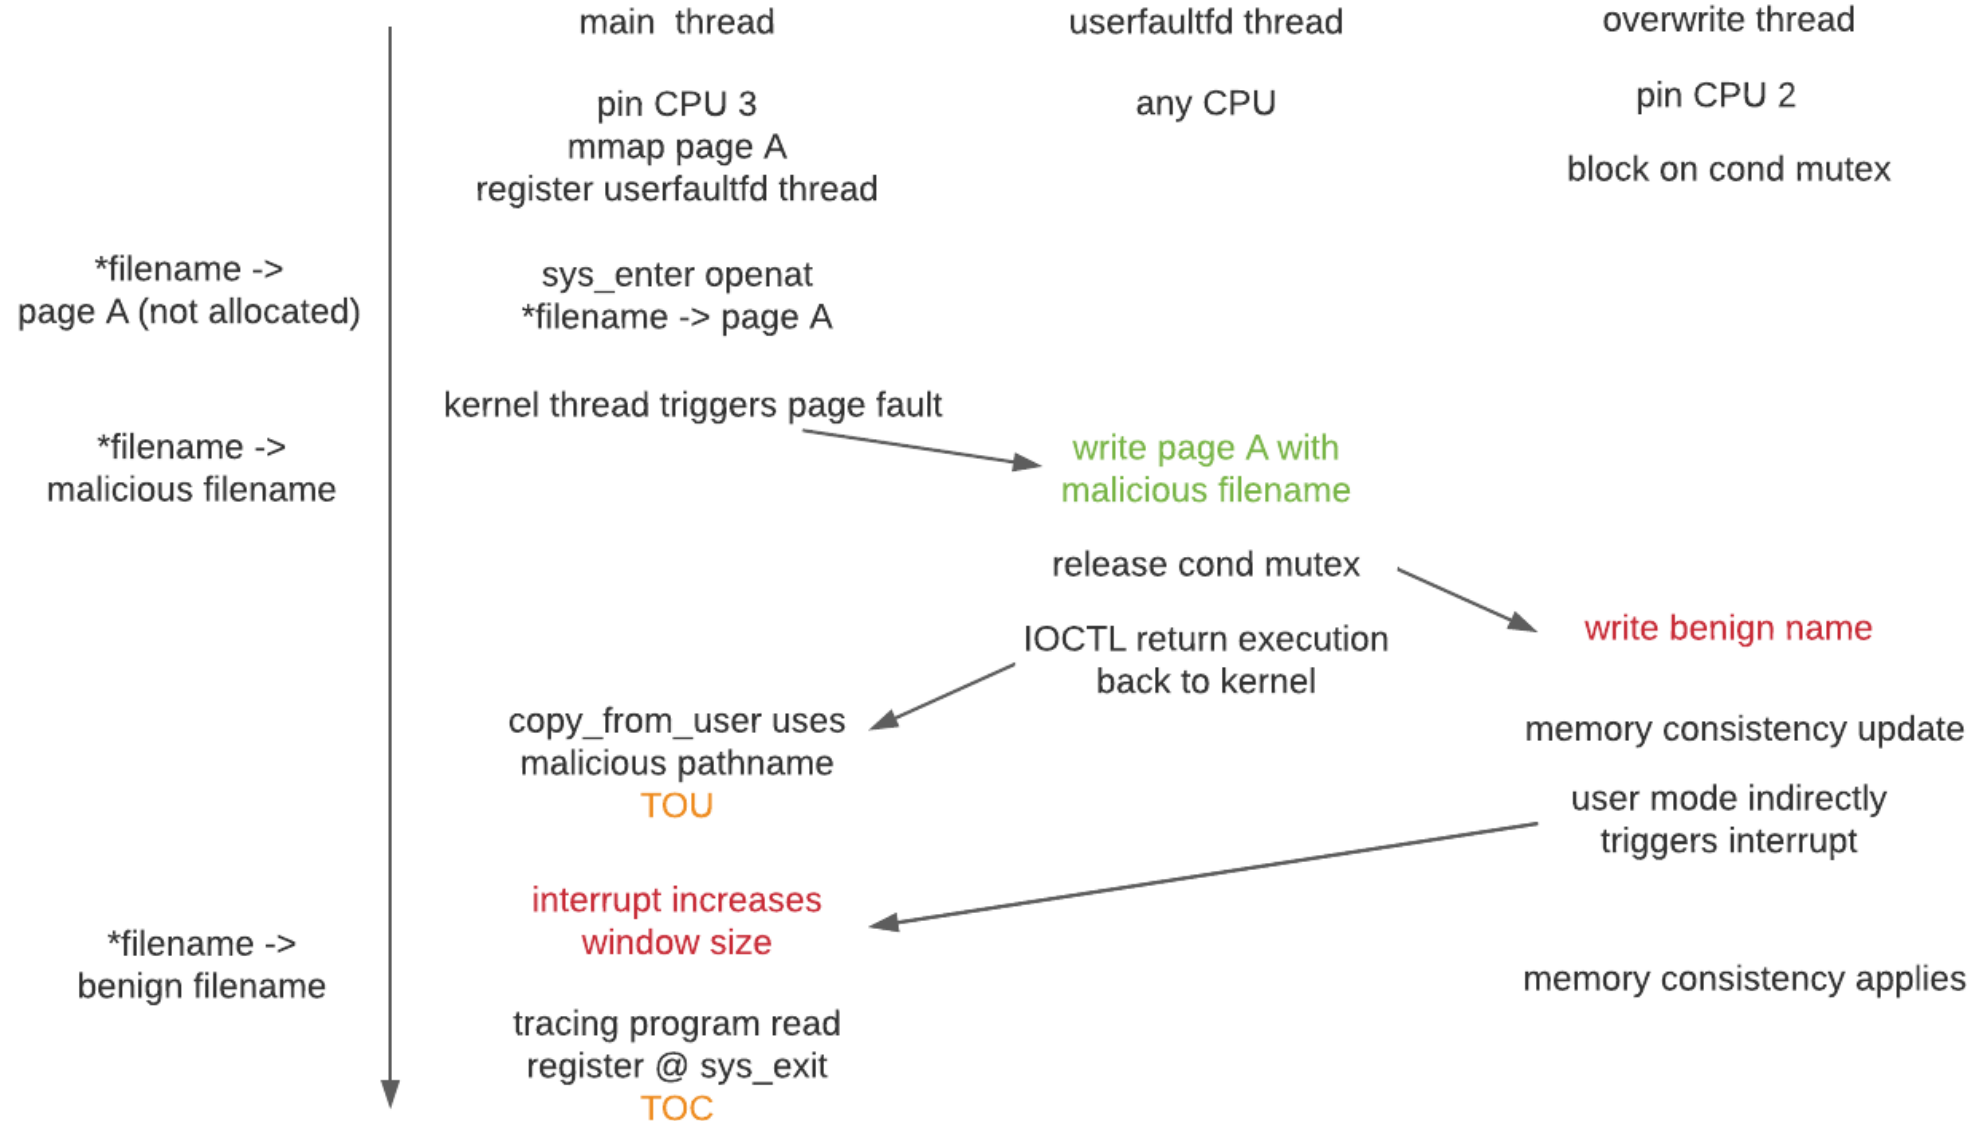 main thread
userfaultfd thread
overwrite thread
pin CPU 3
mmap page A
register userfaultfd thread
any CPU
pin CPU 2
block on cond mutex
*filename ->
page A (not allocated)
sys_enter openat
*filename -> page A
kernel thread triggers page fault
*filename ->
malicious filename
write page A with
malicious filename
release cond mutex
write benign name
IOCTL return execution
back to kernel
copy_from_user uses
malicious pathname
TOU
memory consistency update
user mode indirectly
triggers interrupt
interrupt increases
window size
*filename ->
benign filename
memory consistency applies
tracing program read
register @ sys_exit
TOC